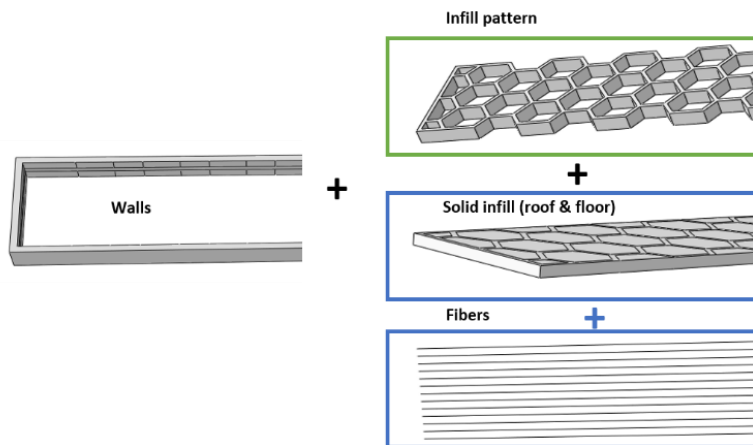 Infill pattern
+
Walls
+
Solid infill (roof & floor)
+
Fibers